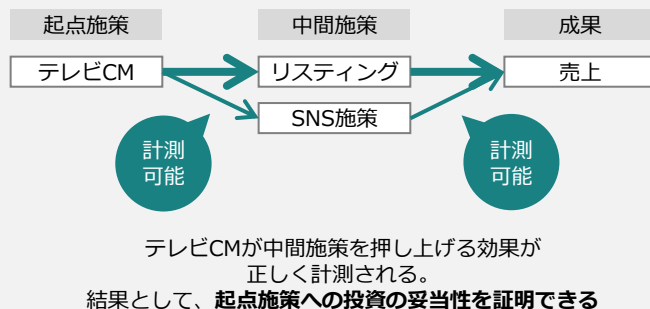 起点施策
中間施策
成果
テレビCM
リスティング
売上
SNS施策
計測
可能
計測
可能
テレビCMが中間施策を押し上げる効果が
正しく計測される。
結果として、起点施策への投資の妥当性を証明できる